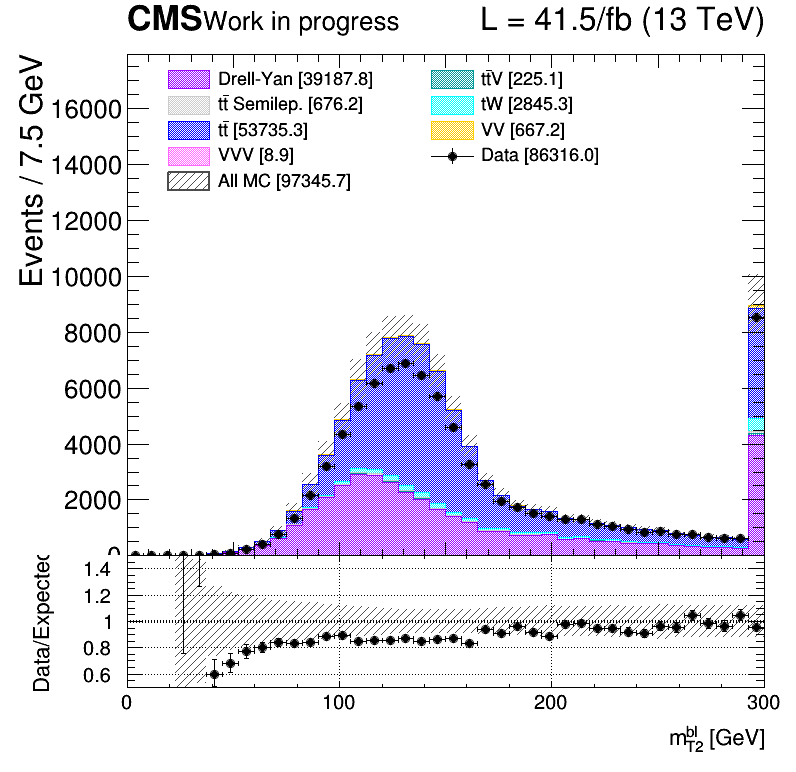 CMS Work in progress L = 41.5/fb (13 TeV)
Events / 7.5 GeV
Drell-Yan [39187.8]
tt̄ Semilep. [676.2]
tt̄ [53735.3]
VVV [8.9]
All MC [97345.7]
tt̄V [225.1]
tW [2845.3]
VV [667.2]
Data [86316.0]
16000
14000
12000
10000
8000
6000
4000
2000
0
Data/Expected
1.4
1.2
1
0.8
0.6
0 100 200 300
m_{T2}^{bl} [GeV]